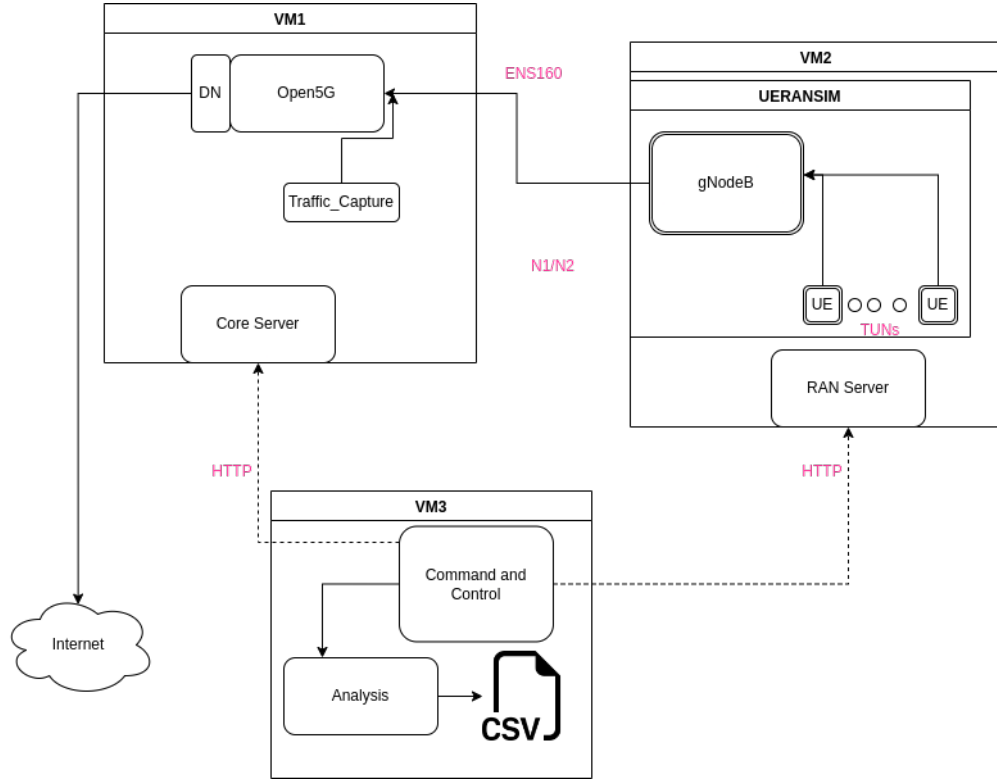 VM1
DN
Open5G
Traffic_Capture
Core Server
ENS160
N1/N2
VM2
UERANSIM
gNodeB
UE
UE
TUNs
RAN Server
HTTP
HTTP
VM3
Command and
Control
Analysis
CSV
Internet